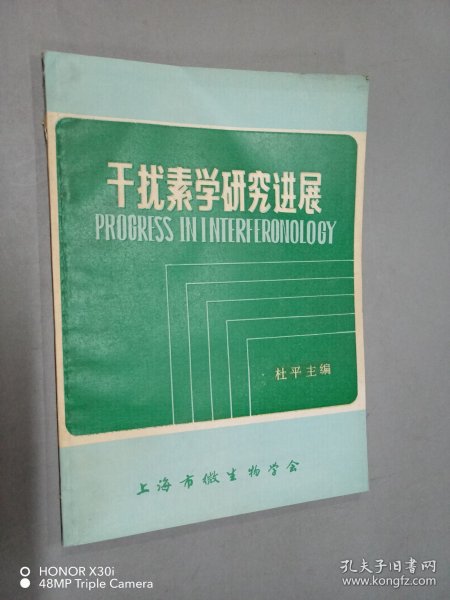 干扰素学研究进展
PROGRESS IN INTERFERONOLOGY
杜平主编
上海市微生物学会
HONOR X30i
48MP Triple Camera
孔夫子旧书网
www.kongfz.com